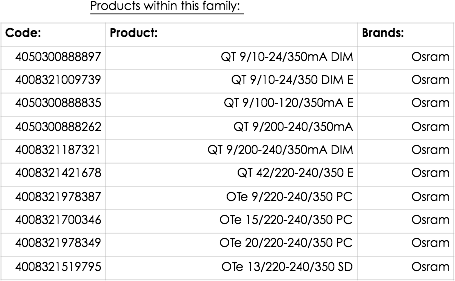 Products within this family:
Code: Product: Brands:
4050300888897 QT 9/10-24/350mA DIM Osram
4008321009739 QT 9/10-24/350 DIM E Osram
4050300888835 QT 9/100-120/350mA E Osram
4050300888262 QT 9/200-240/350mA Osram
4008321187321 QT 9/200-240/350mA DIM Osram
4008321421678 QT 42/220-240/350 E Osram
4008321978387 OTe 9/220-240/350 PC Osram
4008321700346 OTe 15/220-240/350 PC Osram
4008321978349 OTe 20/220-240/350 PC Osram
4008321519795 OTe 13/220-240/350 SD Osram